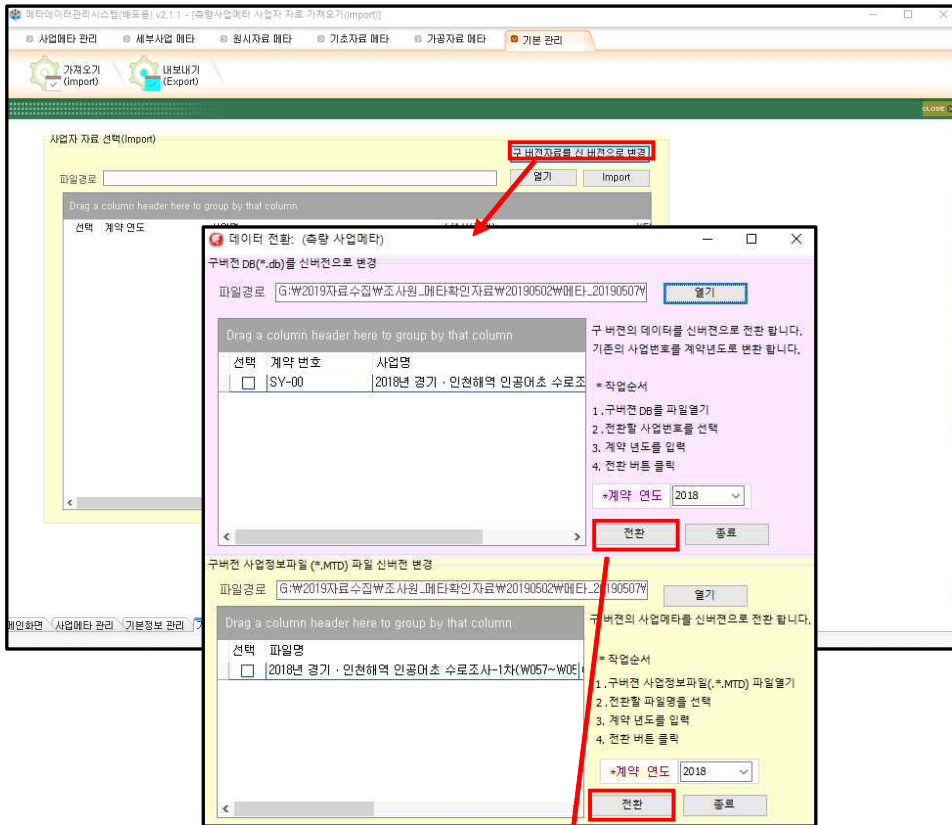 메타데이터관리시스템(배포용) v2.1.1 - [측량사업메타 사업자 자료 가져오기(import)]
사업메타 관리 세부사업 메타 원시자료 메타 기초자료 메타 가공자료 메타 기본 관리
가져오기 (import) 내보내기 (Export)
CLOSE
사업자 자료 선택(Import)
구 버전자료를 신 버전으로 변경
파일경로 열기 Import
Drag a column header here to group by that column
선택 계약 연도
데이터 전환: (측량 사업메타)
구버전 DB(*.db)를 신버전으로 변경
파일경로 G:₩2019자료수집₩조사원_메타확인자료₩20190502₩메타_20190507₩ 열기
Drag a column header here to group by that column
선택 계약 번호 사업명
SY-00 2018년 경기 · 인천해역 인공어초 수로조
구 버젼의 데이터를 신버젼으로 전환 합니다.
기존의 사업번호를 계약년도로 변환 합니다.
* 작업순서
1.구버젼 DB를 파일열기
2.전환할 사업번호를 선택
3. 계약 년도를 입력
4. 전환 버튼 클릭
*계약 연도 2018
전환 종료
구버전 사업정보파일 (*.MTD) 파일 신버전 변경
파일경로 G:₩2019자료수집₩조사원_메타확인자료₩20190502₩메타_20190507₩ 열기
Drag a column header here to group by that column
선택 파일명
2018년 경기 · 인천해역 인공어초 수로조사-1차(W057~W05
구 버젼의 사업메타를 신버젼으로 전환 합니다.
* 작업순서
1.구버젼 사업정보파일(.*.MTD) 파일열기
2.전환할 파일명을 선택
3. 계약 년도를 입력
4. 전환 버튼 클릭
*계약 연도 2018
전환 종료
메인화면 사업메타 관리 기본정보 관리